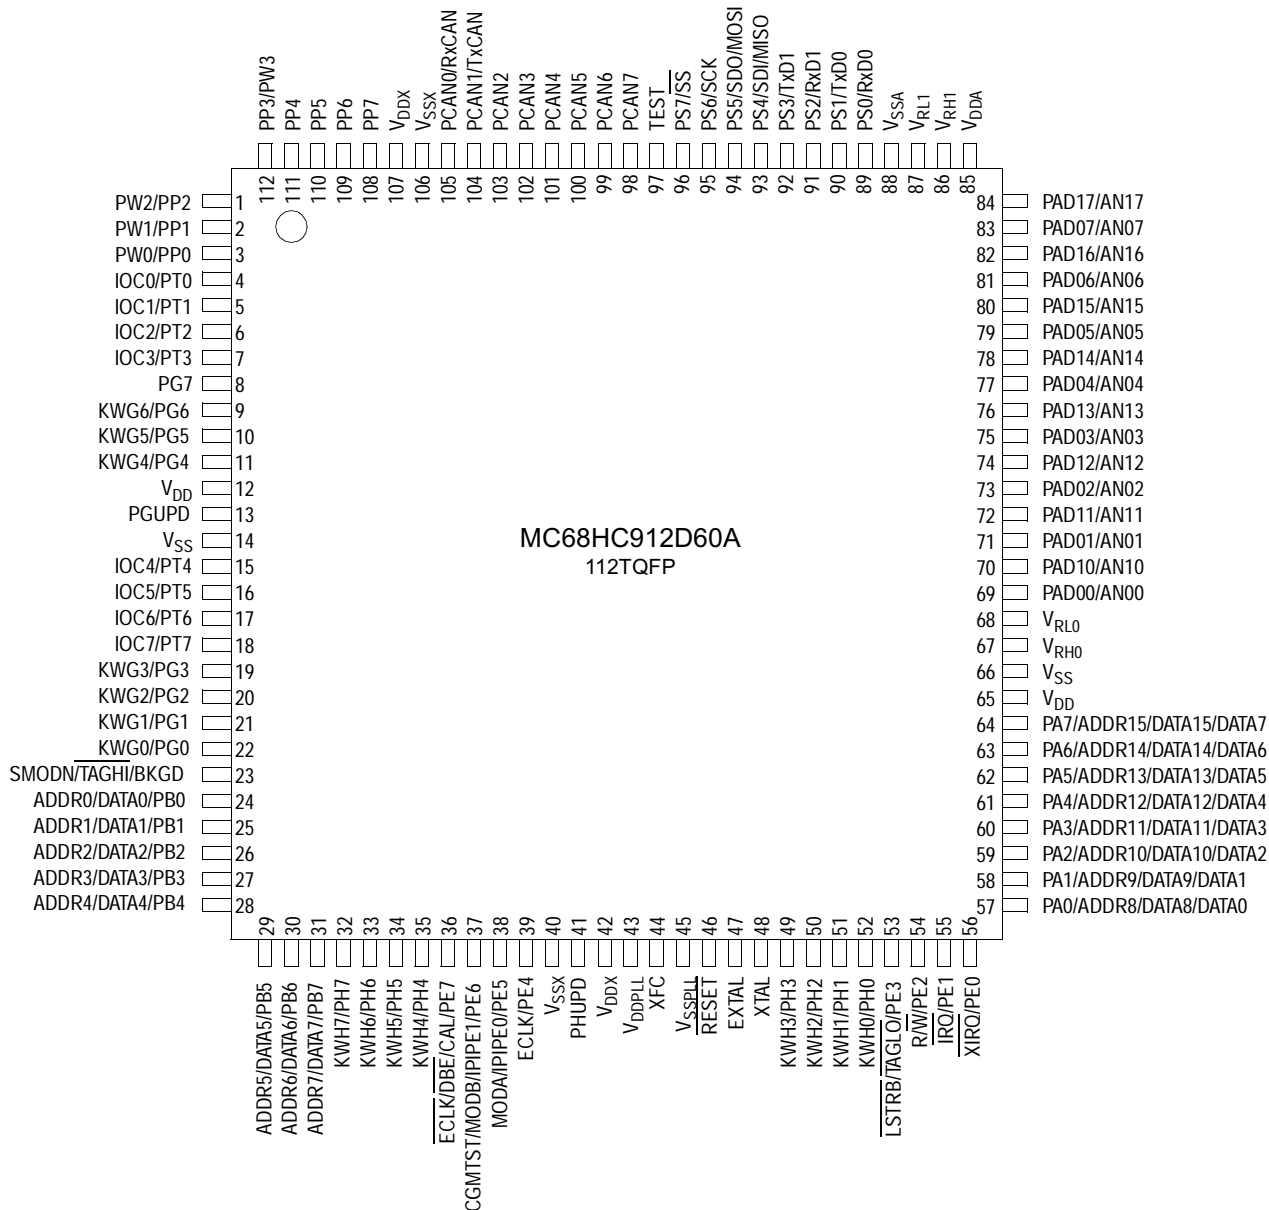 PP3/PW3
PP4
PP5
PP6
PP7
VDDX
VSSX
PCAN0/RxCAN
PCAN1/TxCAN
PCAN2
PCAN3
PCAN4
PCAN5
PCAN6
PCAN7
TEST
PS7/SS
PS6/SCK
PS5/SDO/MOSI
PS4/SDI/MISO
PS3/TxD1
PS2/RxD1
PS1/TxD0
PS0/RxD0
VSSA
VRL1
VRH1
VDDA
112
111
110
109
108
107
106
105
104
103
102
101
100
99
98
97
96
95
94
93
92
91
90
89
88
87
86
85
PW2/PP2 1
PW1/PP1 2
PW0/PP0 3
IOC0/PT0 4
IOC1/PT1 5
IOC2/PT2 6
IOC3/PT3 7
PG7 8
KWG6/PG6 9
KWG5/PG5 10
KWG4/PG4 11
VDD 12
PGUPD 13
VSS 14
IOC4/PT4 15
IOC5/PT5 16
IOC6/PT6 17
IOC7/PT7 18
KWG3/PG3 19
KWG2/PG2 20
KWG1/PG1 21
KWG0/PG0 22
SMODN/TAGHI/BKGD 23
ADDR0/DATA0/PB0 24
ADDR1/DATA1/PB1 25
ADDR2/DATA2/PB2 26
ADDR3/DATA3/PB3 27
ADDR4/DATA4/PB4 28
MC68HC912D60A
112TQFP
84 PAD17/AN17
83 PAD07/AN07
82 PAD16/AN16
81 PAD06/AN06
80 PAD15/AN15
79 PAD05/AN05
78 PAD14/AN14
77 PAD04/AN04
76 PAD13/AN13
75 PAD03/AN03
74 PAD12/AN12
73 PAD02/AN02
72 PAD11/AN11
71 PAD01/AN01
70 PAD10/AN10
69 PAD00/AN00
68 VRL0
67 VRH0
66 VSS
65 VDD
64 PA7/ADDR15/DATA15/DATA7
63 PA6/ADDR14/DATA14/DATA6
62 PA5/ADDR13/DATA13/DATA5
61 PA4/ADDR12/DATA12/DATA4
60 PA3/ADDR11/DATA11/DATA3
59 PA2/ADDR10/DATA10/DATA2
58 PA1/ADDR9/DATA9/DATA1
57 PA0/ADDR8/DATA8/DATA0
29
30
31
32
33
34
35
36
37
38
39
40
41
42
43
44
45
46
47
48
49
50
51
52
53
54
55
56
ADDR5/DATA5/PB5
ADDR6/DATA6/PB6
ADDR7/DATA7/PB7
KWH7/PH7
KWH6/PH6
KWH5/PH5
KWH4/PH4
ECLK/DBE/CAL/PE7
CGMTST/MODB/IPIPE1/PE6
MODA/IPIPE0/PE5
ECLK/PE4
VSSX
PHUPD
VDDX
VDDPLL
XFC
VSSPLL
RESET
EXTAL
XTAL
KWH3/PH3
KWH2/PH2
KWH1/PH1
KWH0/PH0
LSTRB/TAGLO/PE3
R/W/PE2
IRQ/PE1
XIRQ/PE0